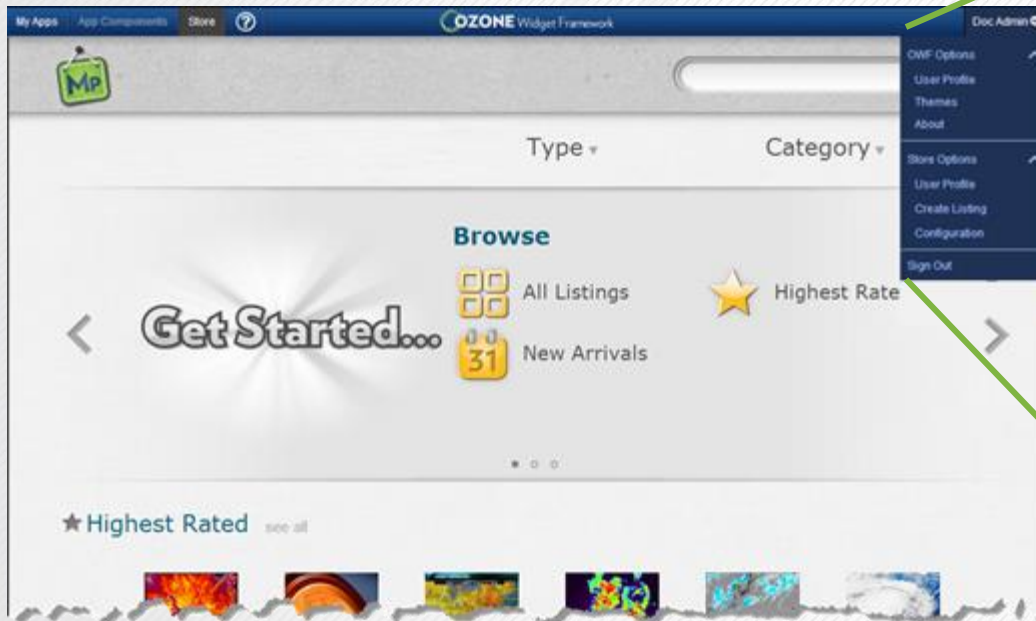 My Apps App Components Store ? OZONE Widget Framework Doc Admin
OWF Options
User Profile
Themes
About
Store Options
User Profile
Create Listing
Configuration
Sign Out
MP
Type Category
Browse
All Listings Highest Rate
31 New Arrivals
Get Started...
Highest Rated see all